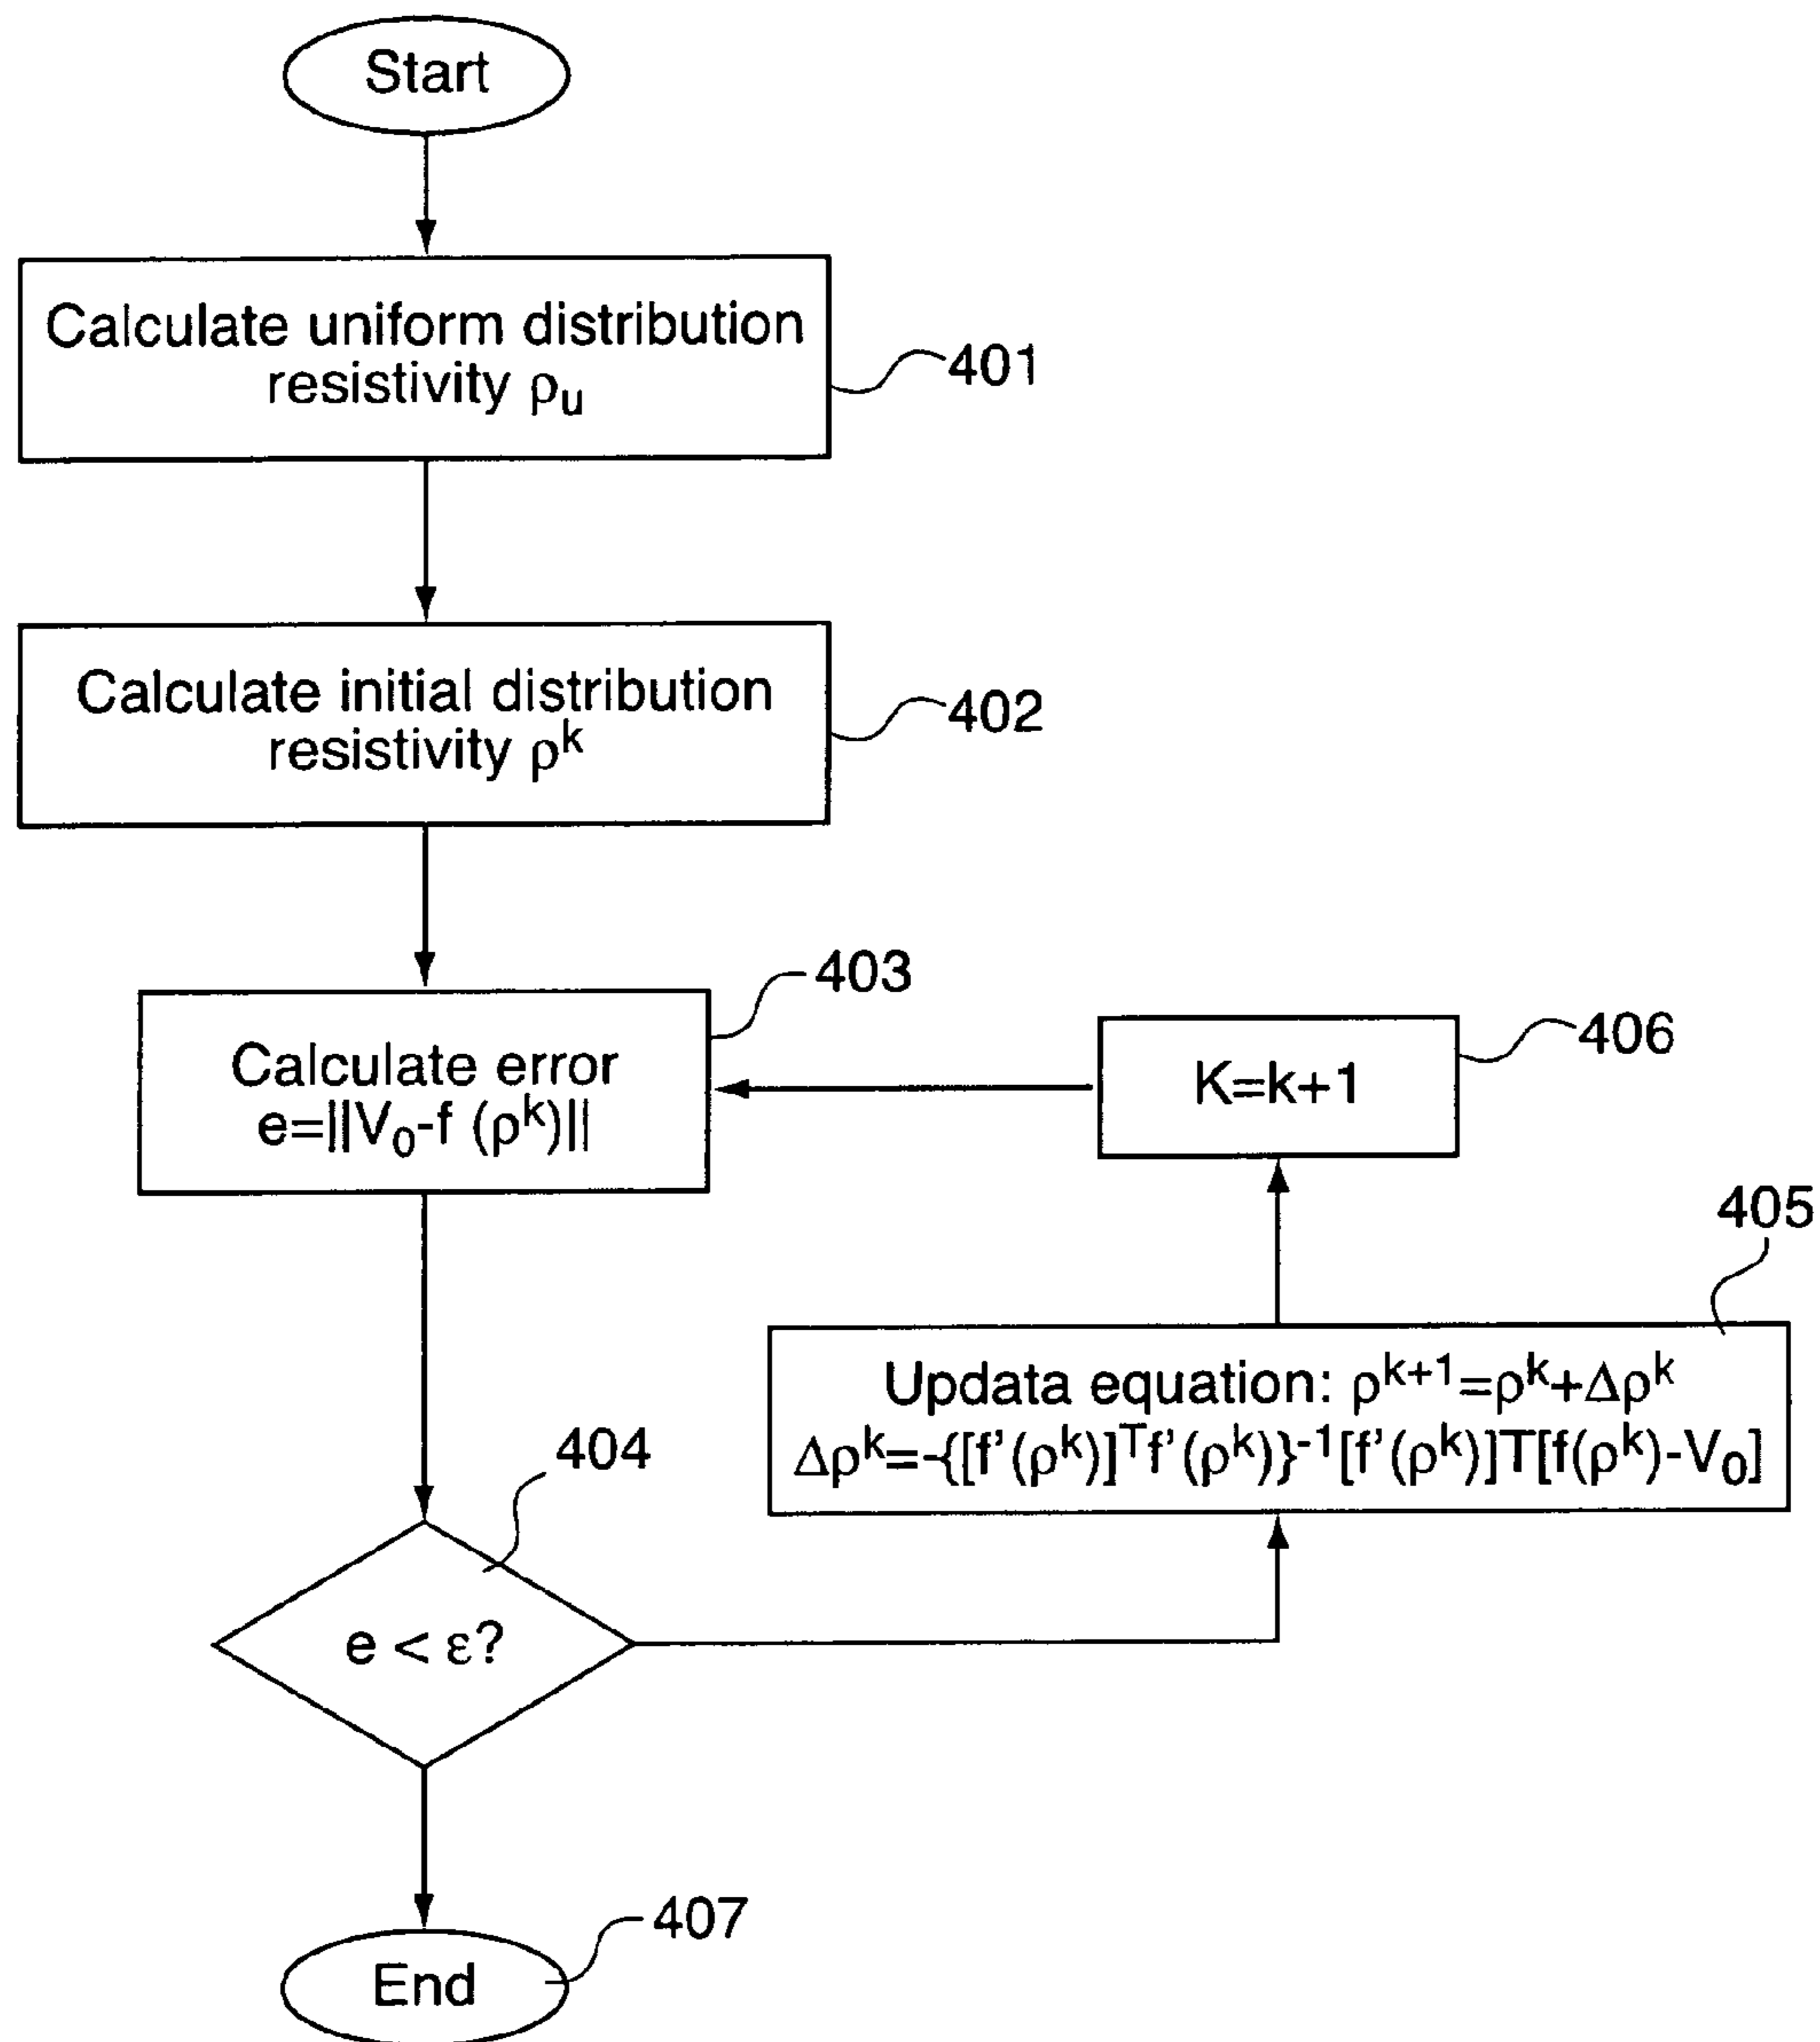 Start
Calculate uniform distribution
resistivity ρᵤ
401
Calculate initial distribution
resistivity ρᵏ
402
403
Calculate error
e=||V₀-f (ρᵏ)||
406
K=k+1
405
Updata equation: ρᵏ⁺¹=ρᵏ+Δρᵏ
Δρᵏ=-{[f'(ρᵏ)]ᵀf'(ρᵏ)}⁻¹[f'(ρᵏ)]T[f(ρᵏ)-V₀]
404
e < ε?
407
End